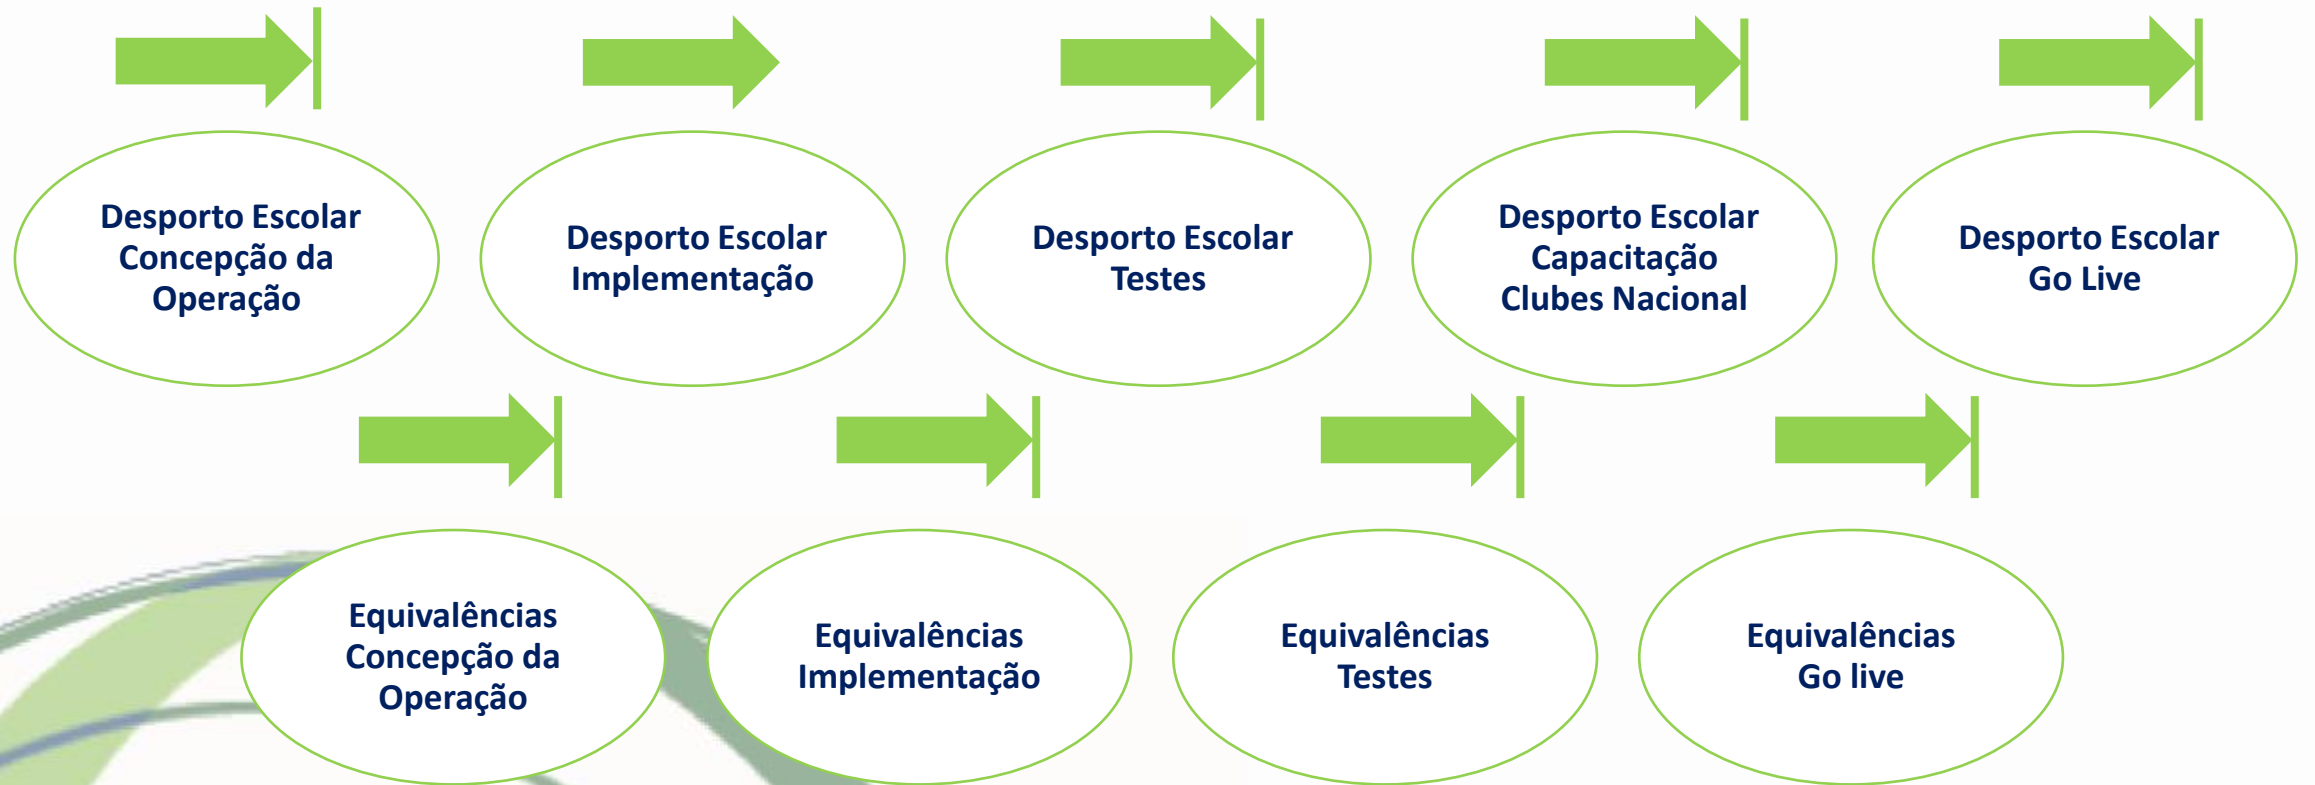 Desporto Escolar
Concepção da
Operação
Desporto Escolar
Implementação
Desporto Escolar
Testes
Desporto Escolar
Capacitação
Clubes Nacional
Desporto Escolar
Go Live
Equivalências
Concepção da
Operação
Equivalências
Implementação
Equivalências
Testes
Equivalências
Go live